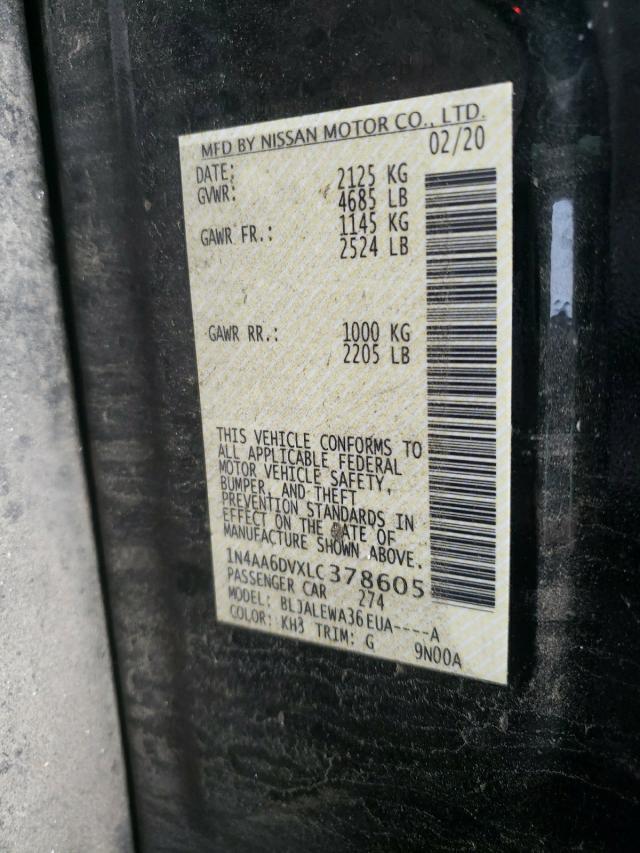 MFD BY NISSAN MOTOR CO., LTD.
DATE: 02/20
GVWR: 2125 KG
4685 LB
GAWR FR.: 1145 KG
2524 LB
GAWR RR.: 1000 KG
2205 LB
THIS VEHICLE CONFORMS TO
ALL APPLICABLE FEDERAL
MOTOR VEHICLE SAFETY,
BUMPER, AND THEFT
PREVENTION STANDARDS IN
EFFECT ON THE DATE OF
MANUFACTURE SHOWN ABOVE.
1N4AA6DVXLC378605
PASSENGER CAR 274
MODEL: BLJALEWA36EUA----A
COLOR: KH3 TRIM: G 9N00A